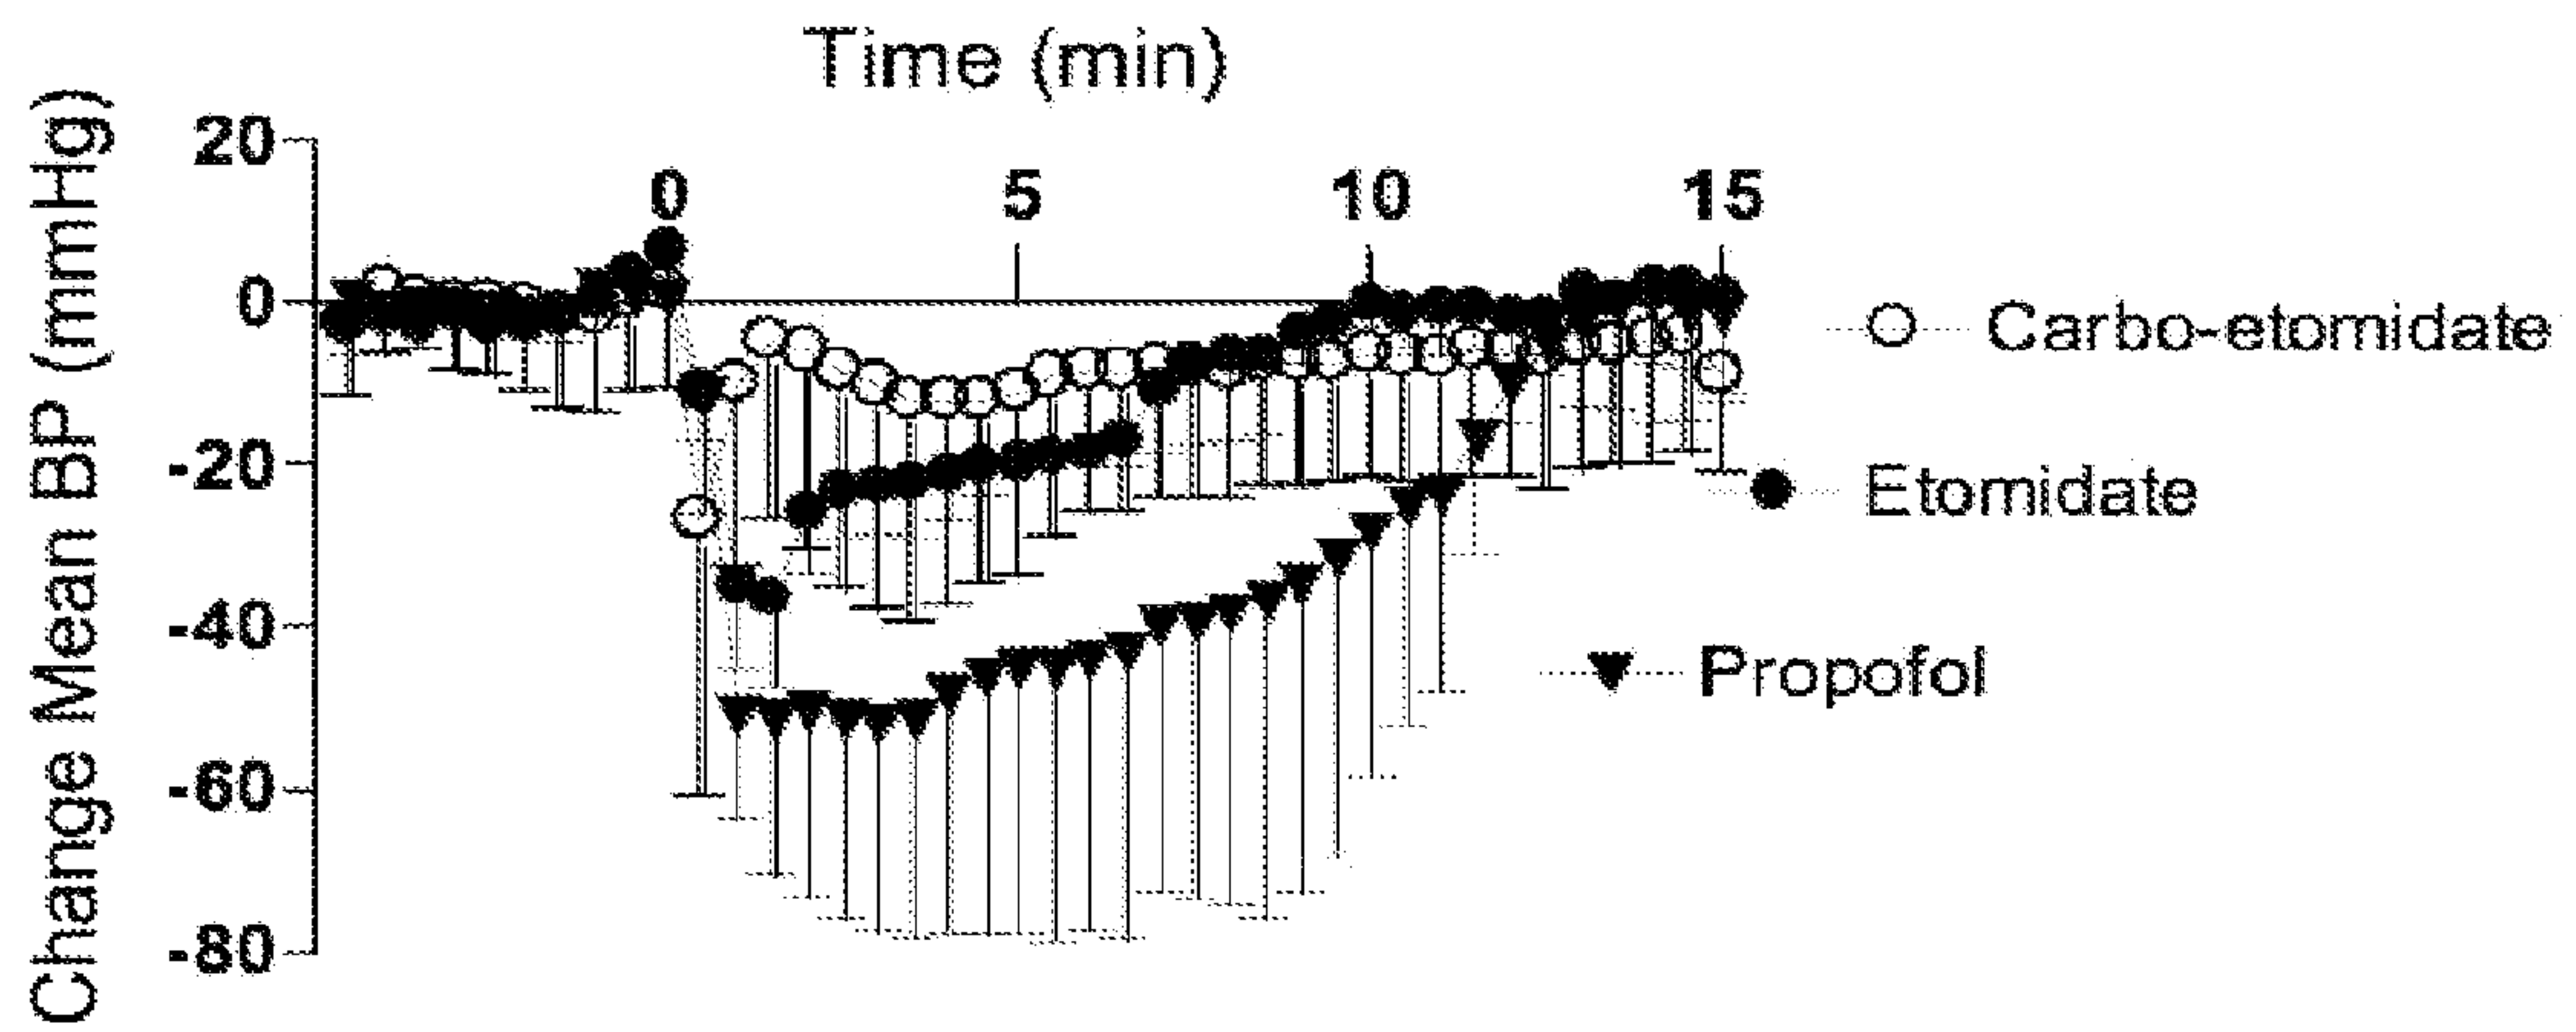 Time (min)
Change Mean BP (mmHg)
20
0
-20
-40
-60
-80
0 5 10 15
Carbo-etomidate
Etomidate
Propofol